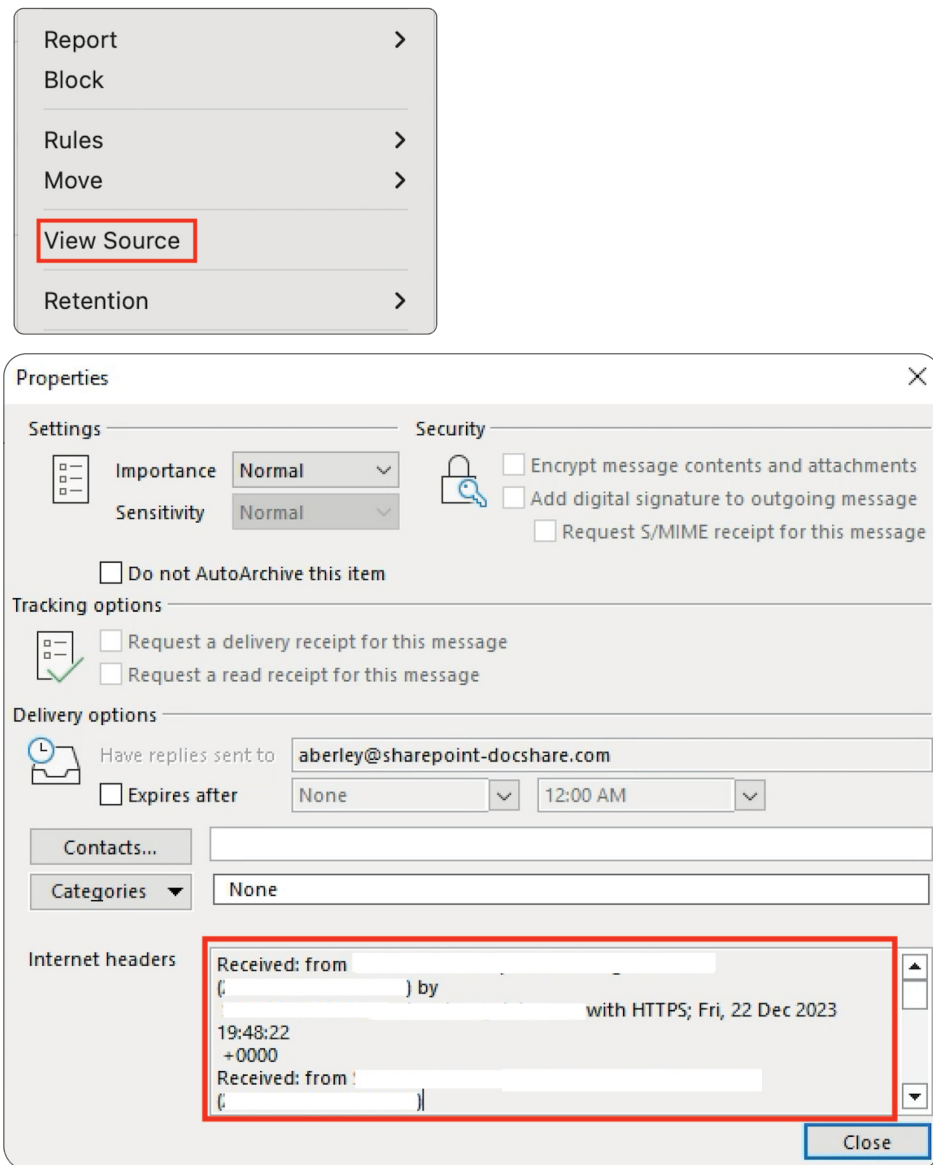 Report
Block
Rules
Move
View Source
Retention
Properties
Settings
Importance Normal
Sensitivity Normal
Do not AutoArchive this item
Security
Encrypt message contents and attachments
Add digital signature to outgoing message
Request S/MIME receipt for this message
Tracking options
Request a delivery receipt for this message
Request a read receipt for this message
Delivery options
Have replies sent to aberley@sharepoint-docshare.com
Expires after None 12:00 AM
Contacts...
Categories None
Internet headers
Received: from
( ) by
with HTTPS; Fri, 22 Dec 2023
19:48:22
+0000
Received: from
( )
Close